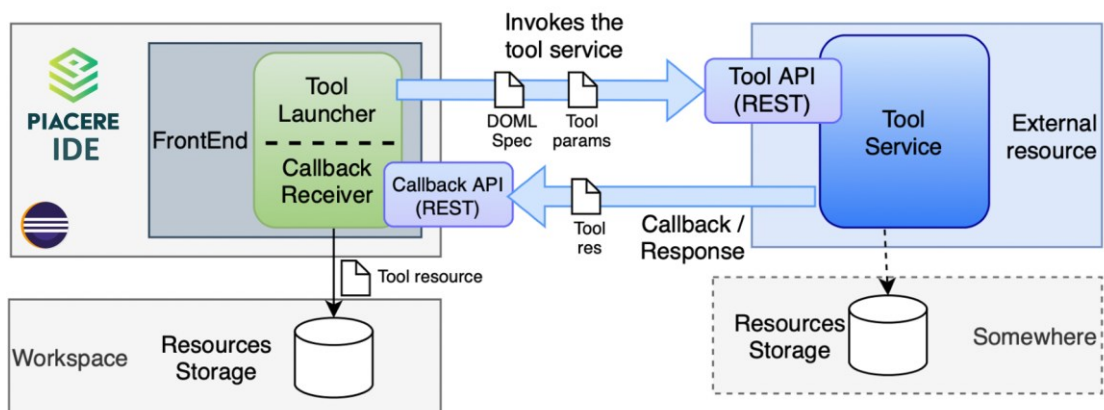 Invokes the
tool service
PIACERE
IDE
FrontEnd
Tool
Launcher
Callback
Receiver
DOML
Spec
Tool
params
Tool API
(REST)
Tool
Service
External
resource
Callback API
(REST)
Tool
res
Callback /
Response
Tool resource
Workspace
Resources
Storage
Resources
Storage
Somewhere